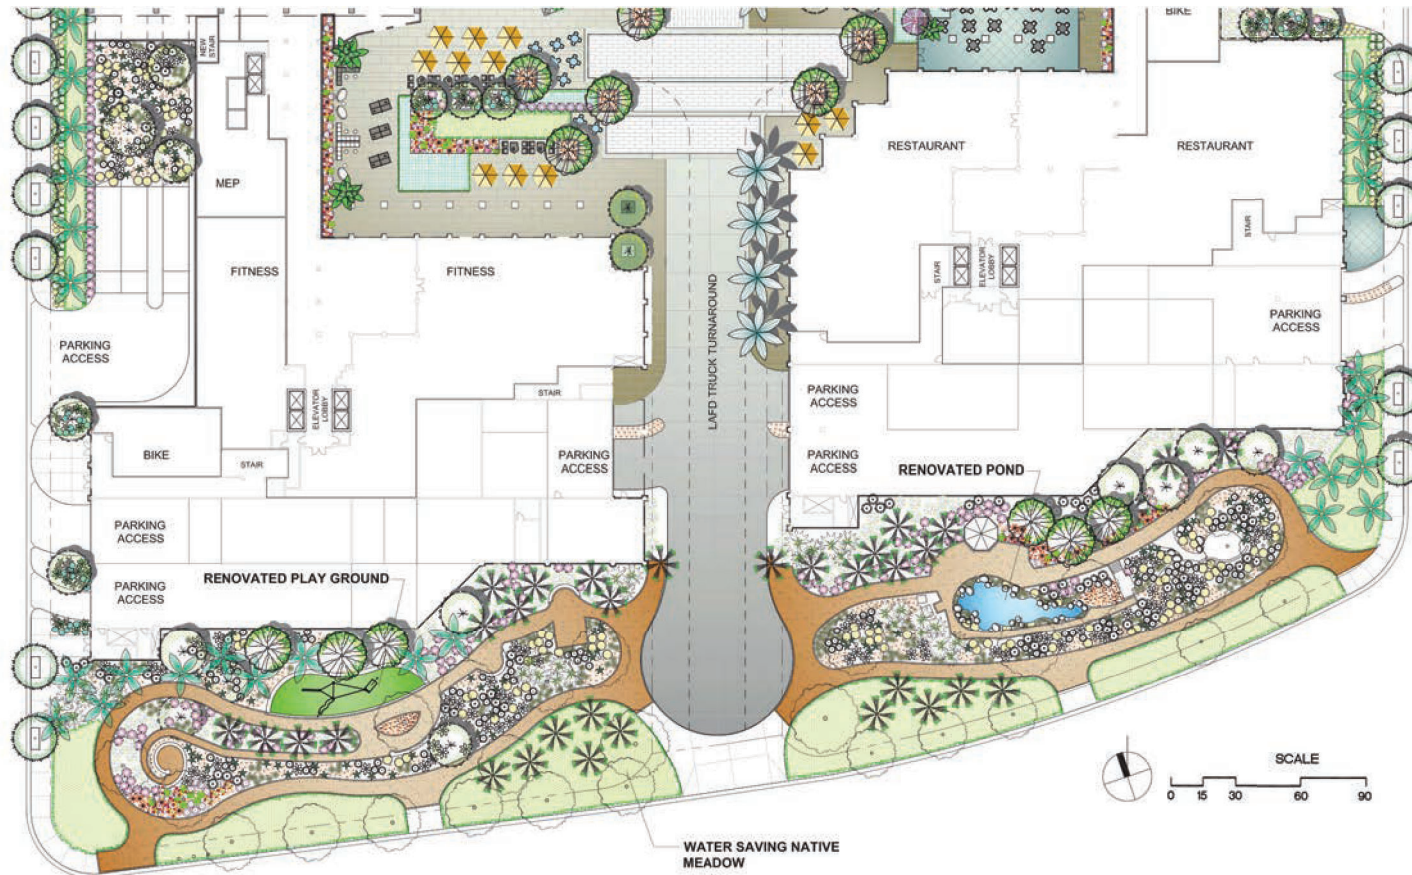 NEW
STAIR
BIKE
MEP
RESTAURANT
RESTAURANT
STAIR
STAIR
ELEVATOR
LOBBY
FITNESS
FITNESS
LAFD TRUCK TURNAROUND
PARKING
ACCESS
PARKING
ACCESS
PARKING
ACCESS
STAIR
ELEVATOR
LOBBY
BIKE
STAIR
PARKING
ACCESS
PARKING
ACCESS
RENOVATED POND
PARKING
ACCESS
RENOVATED PLAY GROUND
PARKING
ACCESS
SCALE
0 15 30 60 90
WATER SAVING NATIVE
MEADOW